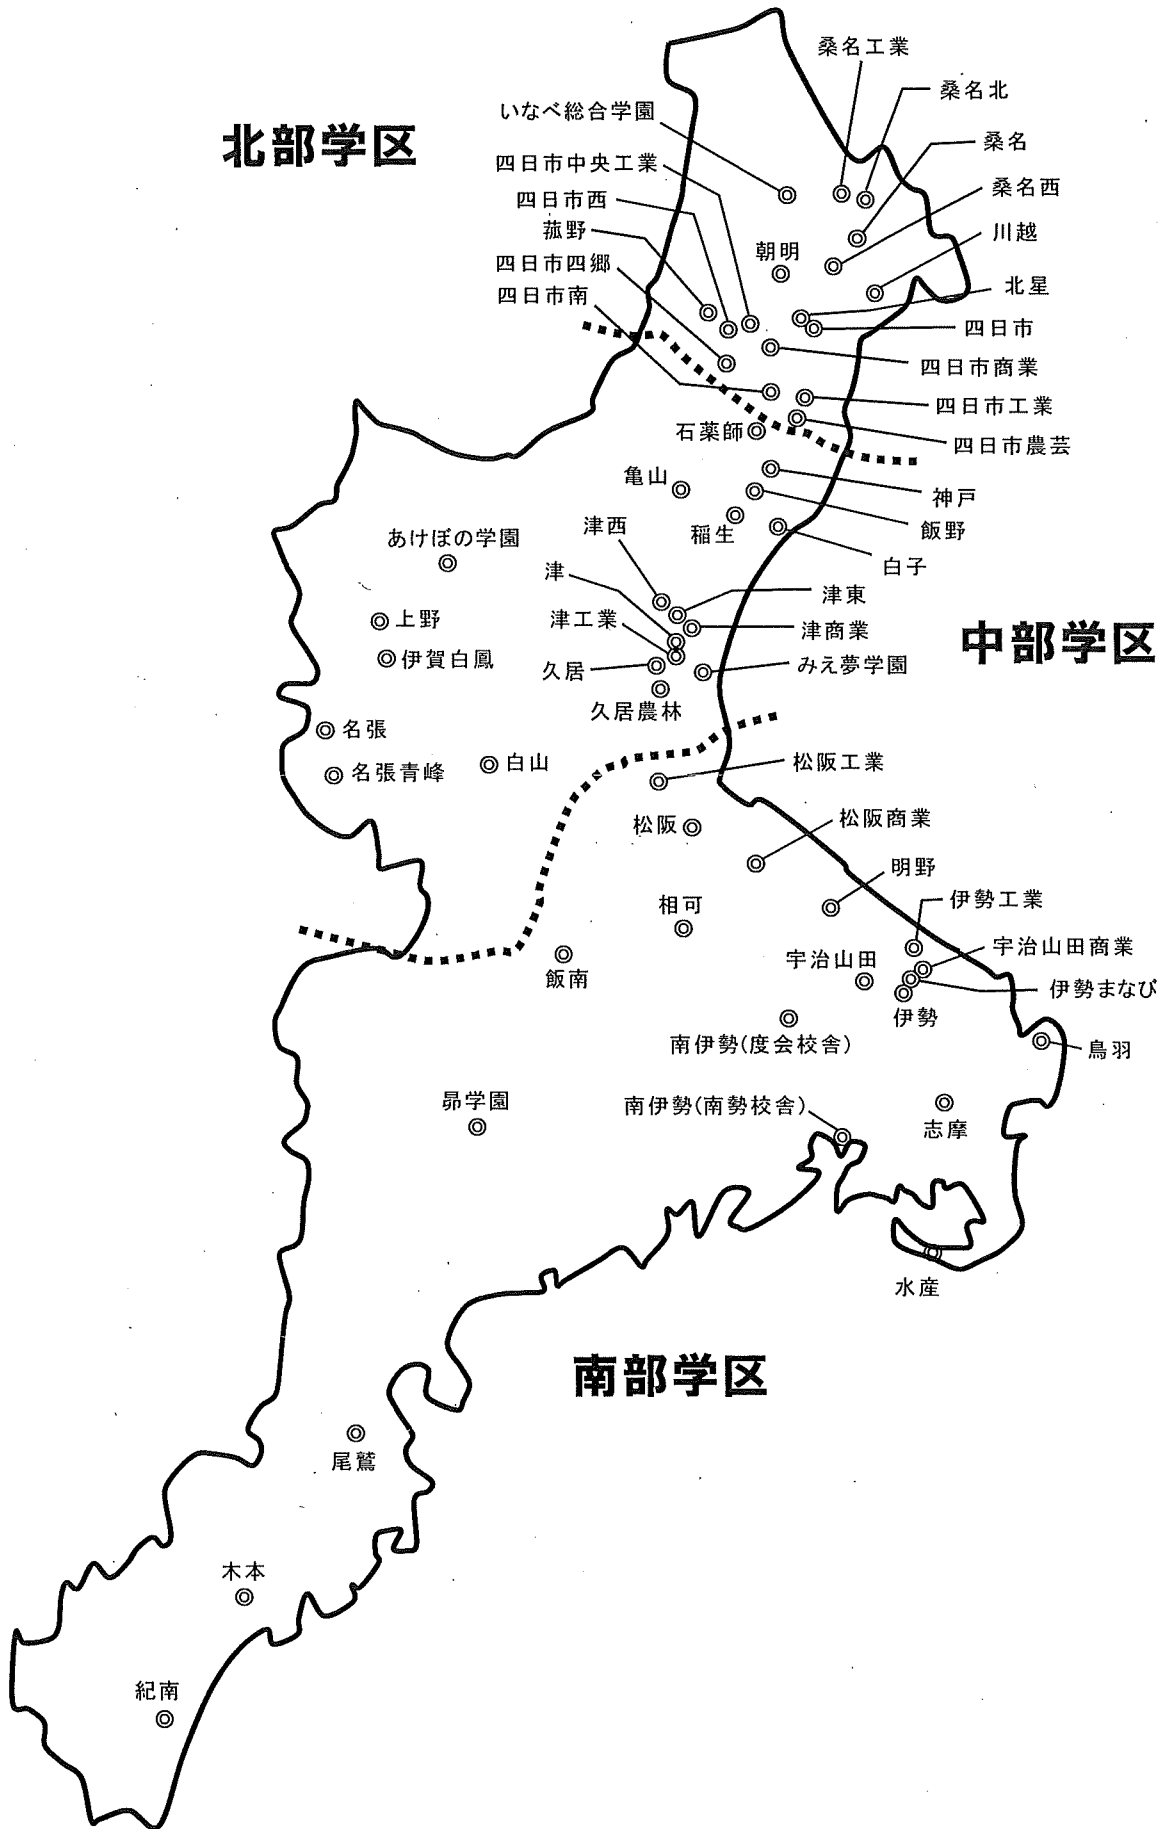 桑名工業
桑名北
いなべ総合学園
北部学区
桑名
四日市中央工業
桑名西
四日市西
菰野
川越
朝明
四日市四郷
北星
四日市南
四日市
四日市商業
四日市工業
石薬師
四日市農芸
亀山
神戸
津西
稲生
飯野
あけぼの学園
白子
津
津東
上野
津工業
津商業
中部学区
伊賀白鳳
久居
みえ夢学園
久居農林
名張
名張青峰
白山
松阪工業
松阪
松阪商業
明野
相可
伊勢工業
宇治山田商業
宇治山田
飯南
伊勢まなび
伊勢
南伊勢(度会校舎)
鳥羽
昴学園
南伊勢(南勢校舎)
志摩
水産
南部学区
尾鷲
木本
紀南